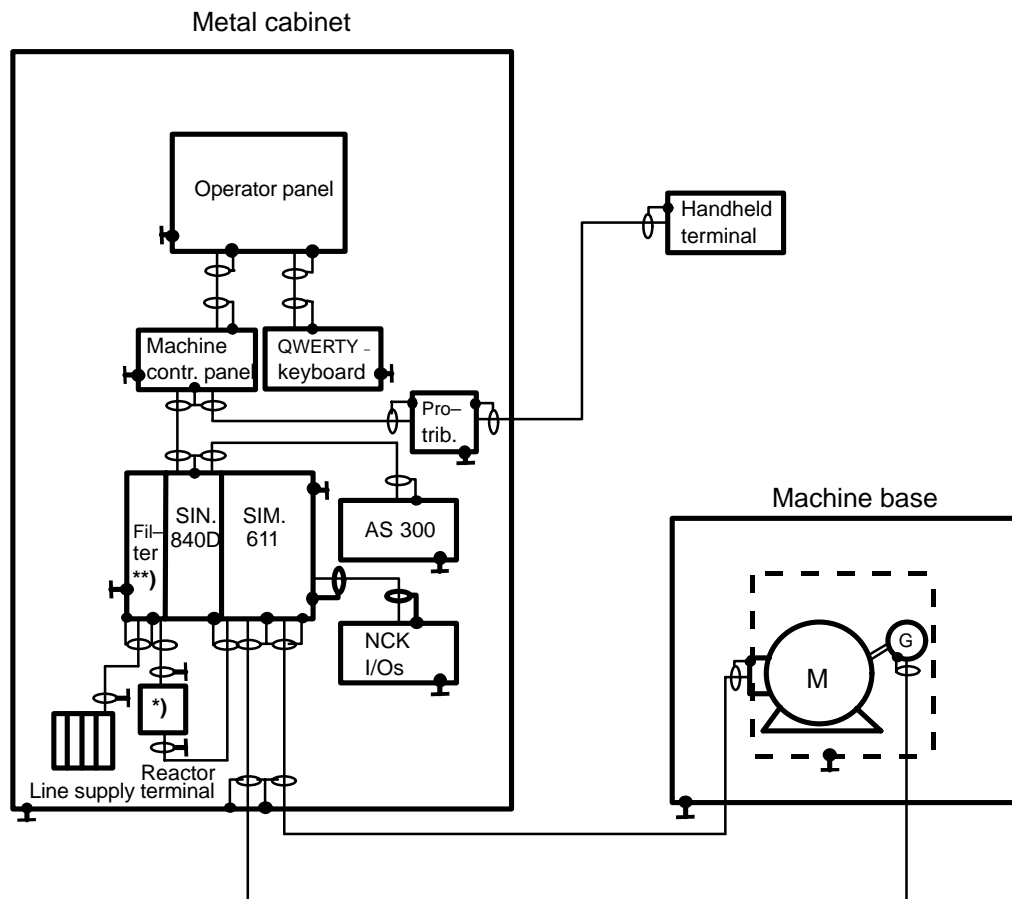 Metal cabinet
Operator panel
Handheld
terminal
Machine
contr. panel
QWERTY -
keyboard
Pro–
trib.
Fil–
ter
**)
SIN.
840D
SIM.
611
AS 300
NCK
I/Os
*)
Reactor
Line supply terminal
Machine base
M
G